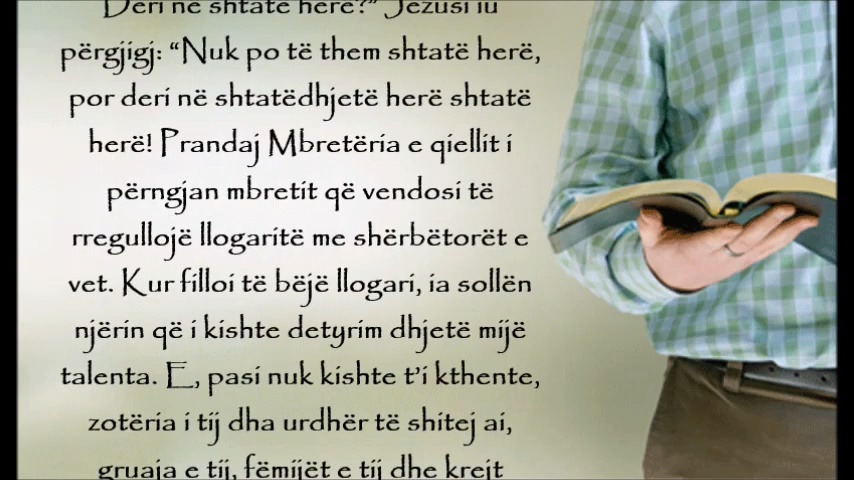 Deri në shtatë herë?” Jezusi iu
përgjigj: “Nuk po të them shtatë herë,
por deri në shtatëdhjetë herë shtatë
herë! Prandaj Mbretëria e qiellit i
përngjan mbretit që vendosi të
rregullojë llogaritë me shërbëtorët e
vet. Kur filloi të bëjë llogari, ia sollën
njërin që i kishte detyrim dhjetë mijë
talenta. E, pasi nuk kishte t’i kthente,
zotëria i tij dha urdhër të shitej ai,
gruaja e tij, fëmijët e tij dhe krejt